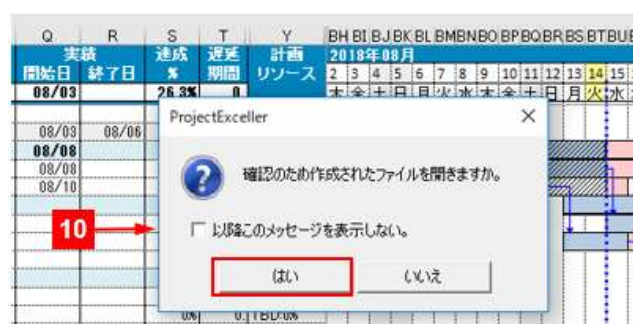 Q R S T Y BH BI BJ BK BL BM BN BO BP BQ BR BS BT BU
実績 達成 遅延 計画 2018年08月
開始日 終了日 % 期間 リソース 2 3 4 5 6 7 8 9 10 11 12 13 14 15
08/03 26.3% 0 木 金 土 日 月 火 水 木 金 土 日 月 火 水
ProjectExceller ×
08/03 08/06
08/08
08/08
08/10
確認のため作成されたファイルを開きますか。
10
以降このメッセージを表示しない。
はい いいえ
0% 0 TBD:0%